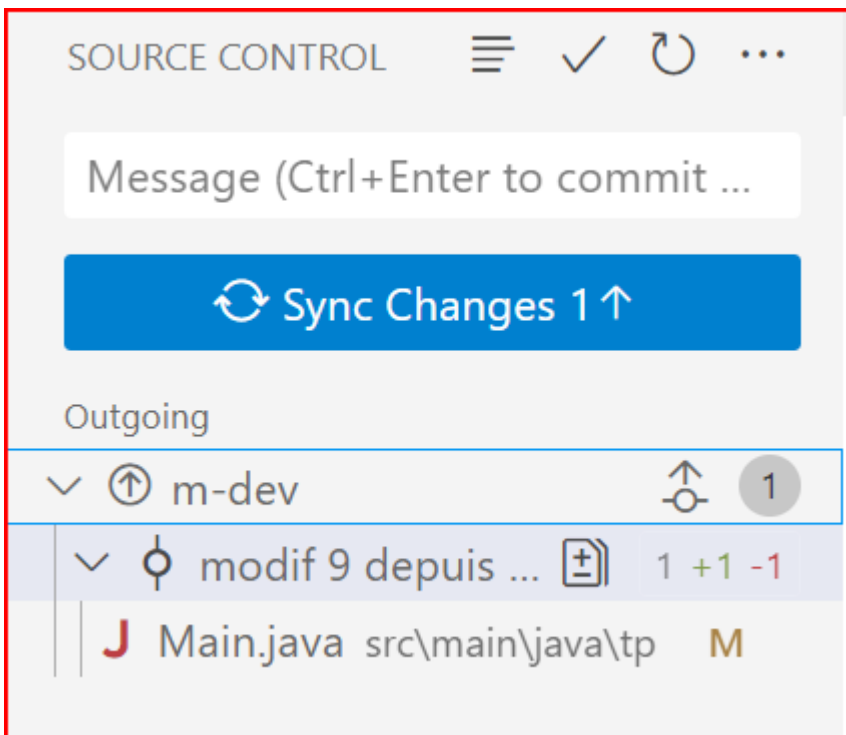 SOURCE CONTROL
Message (Ctrl+Enter to commit ...
Sync Changes 1↑
Outgoing
m-dev 1
modif 9 depuis ... 1 +1 -1
J Main.java src\main\java\tp M